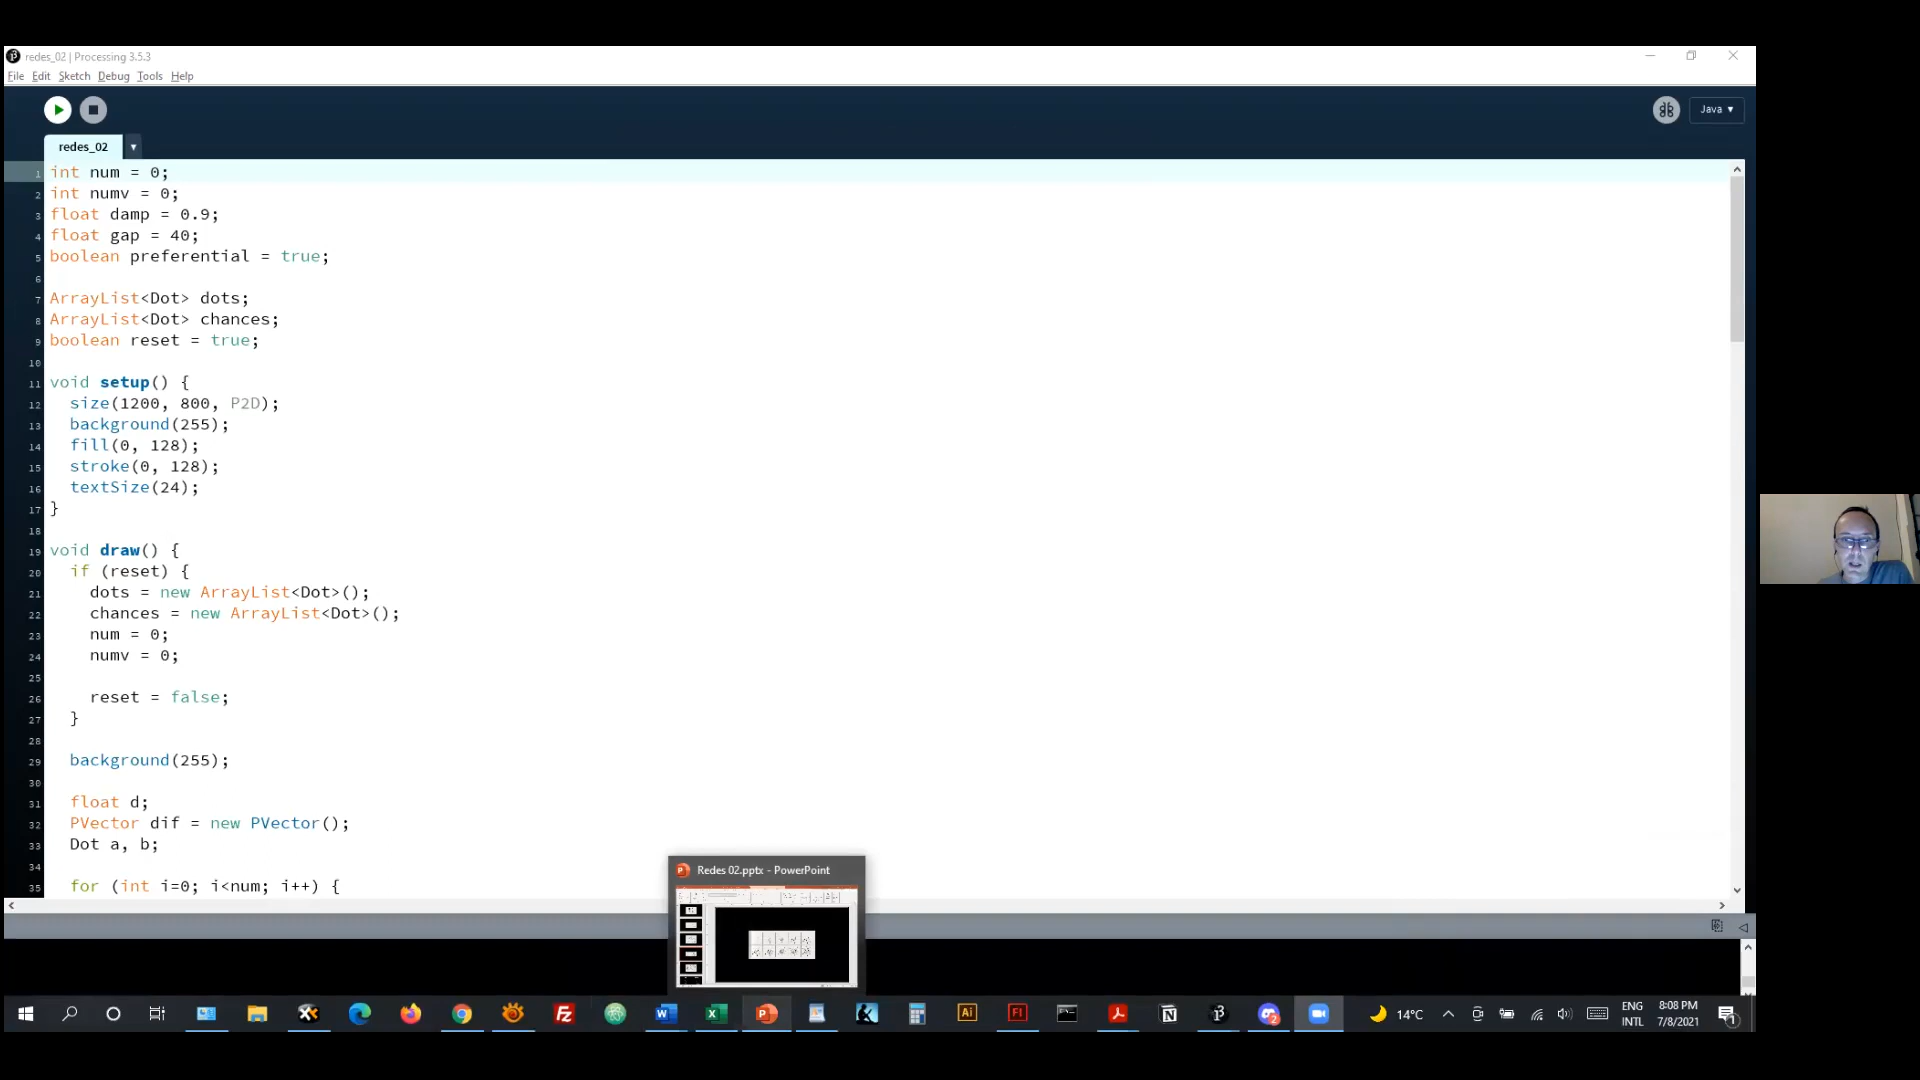 redes_02 | Processing 3.5.3
File Edit Sketch Debug Tools Help
Java ▾
redes_02
1 int num = 0;
2 int numv = 0;
3 float damp = 0.9;
4 float gap = 40;
5 boolean preferential = true;
6
7 ArrayList<Dot> dots;
8 ArrayList<Dot> chances;
9 boolean reset = true;
10
11 void setup() {
12 size(1200, 800, P2D);
13 background(255);
14 fill(0, 128);
15 stroke(0, 128);
16 textSize(24);
17 }
18
19 void draw() {
20 if (reset) {
21 dots = new ArrayList<Dot>();
22 chances = new ArrayList<Dot>();
23 num = 0;
24 numv = 0;
25
26 reset = false;
27 }
28
29 background(255);
30
31 float d;
32 PVector dif = new PVector();
33 Dot a, b;
34
35 for (int i=0; i<num; i++) {
Redes 02.pptx - PowerPoint
14°C
ENG
INTL
8:08 PM
7/8/2021